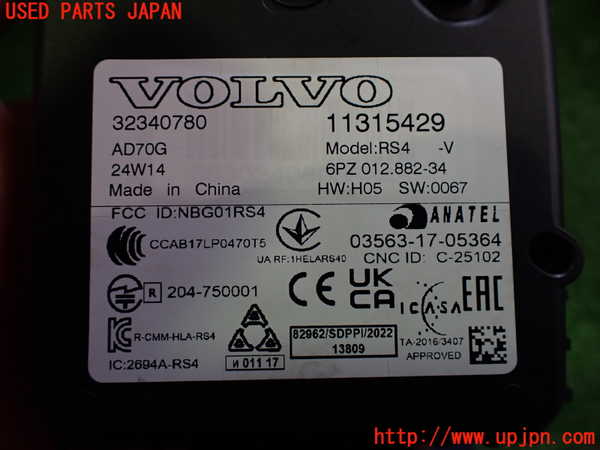 USED PARTS JAPAN
VOLVO
32340780 11315429
AD70G Model:RS4 -V
24W14 6PZ 012.882-34
Made in China HW:H05 SW:0067
FCC ID:NBG01RS4 ANATEL
CCAB17LP0470T5 UA RF:1HELARS40 03563-17-05364
CNC ID: C-25102
R 204-750001 CE UKCA ICASA EAC
R-CMM-HLA-RS4 82962/SDPPI/2022 TA-2016/3407
13809 APPROVED
IC:2694A-RS4 И 011 17
http://www.upjpn.com/